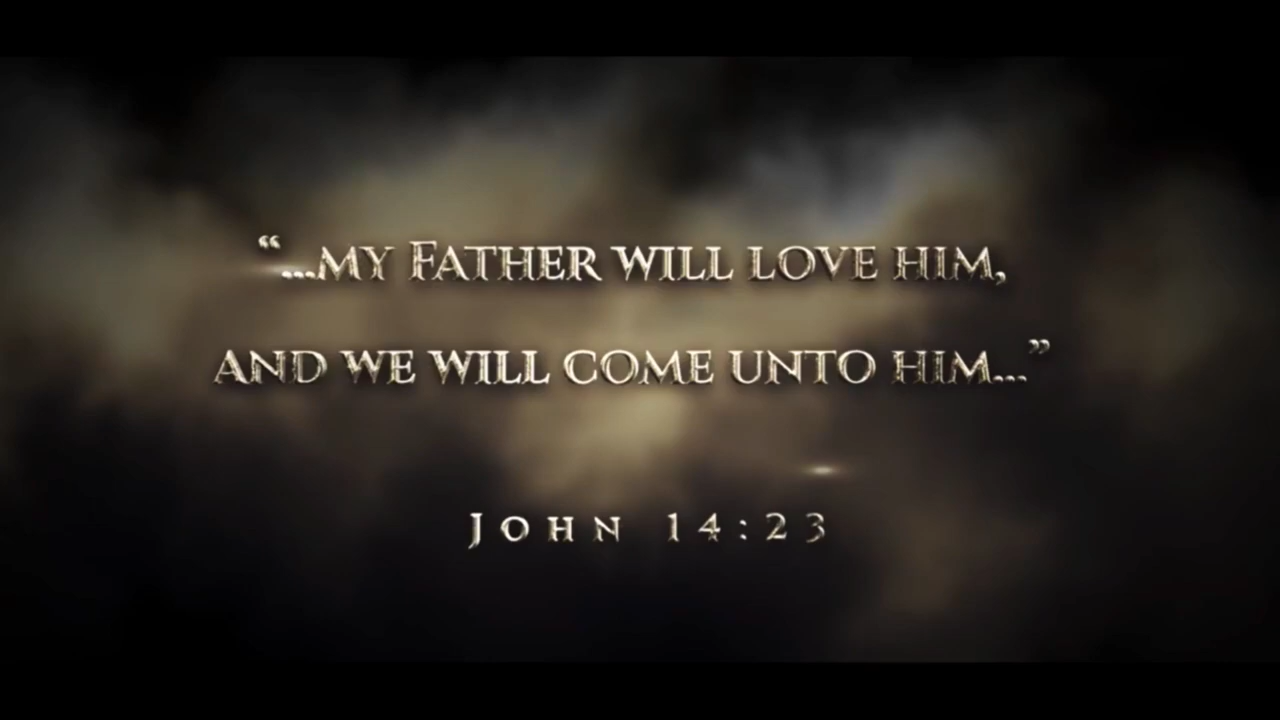 “...my Father will love him,
and we will come unto him...”
John 14:23